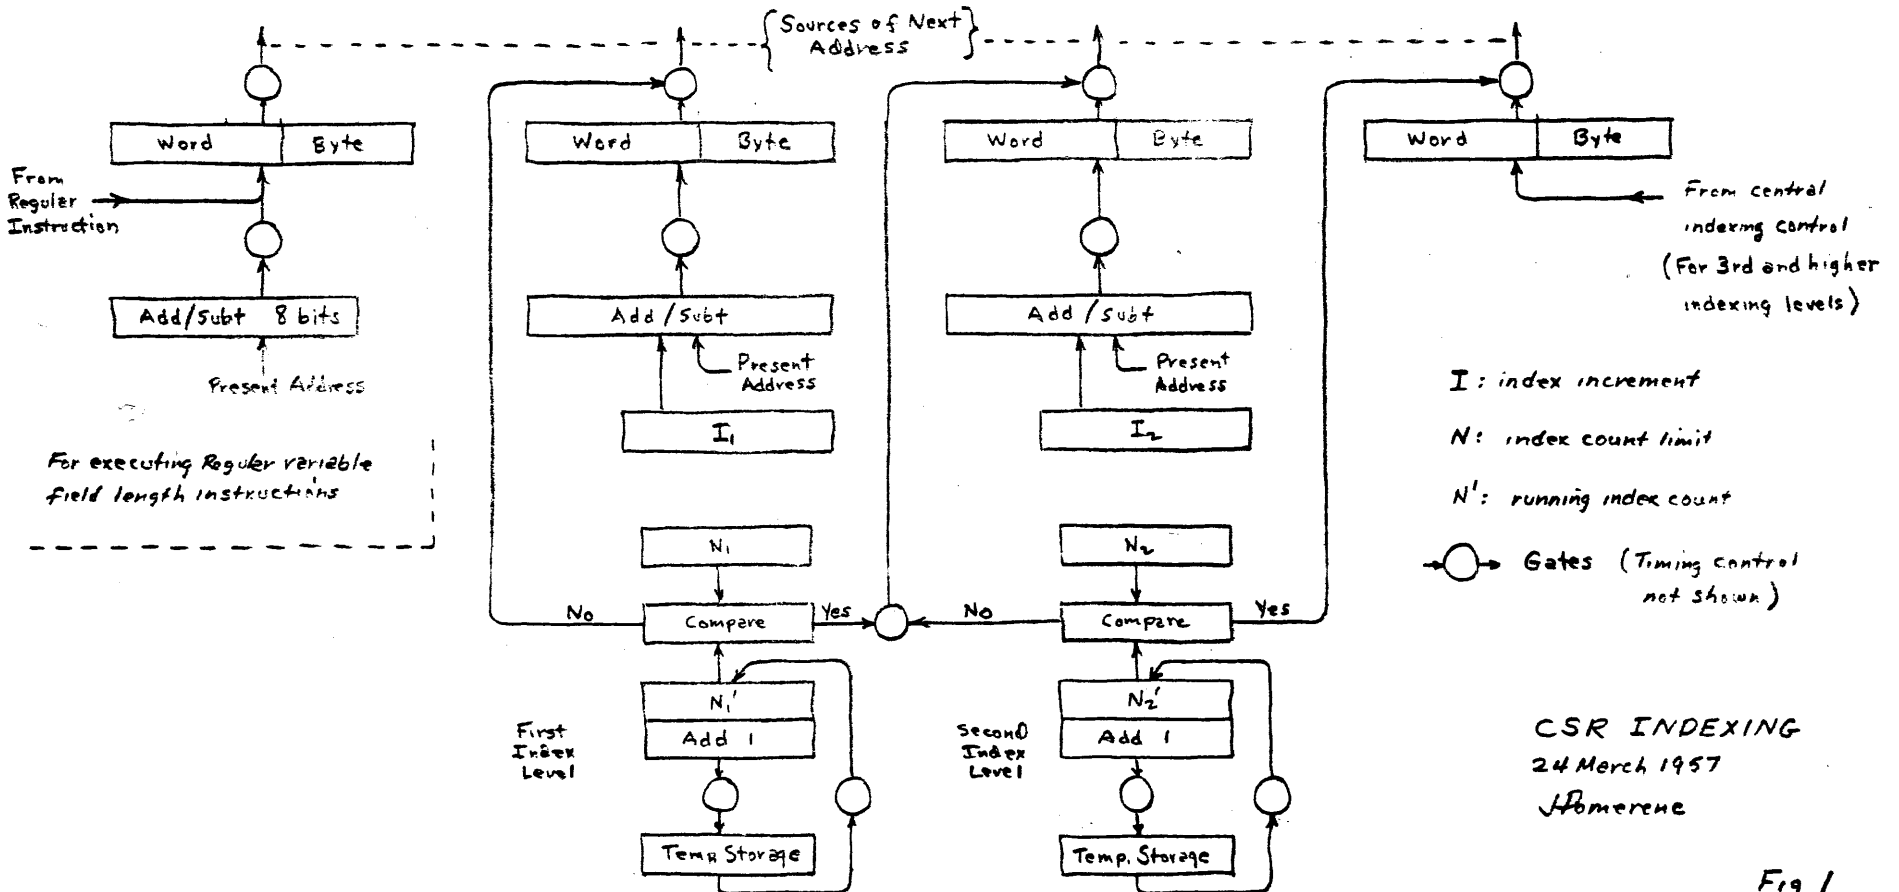 Sources of Next
Address
Word Byte
Word Byte
Word Byte
Word Byte
From
Regular
Instruction
From central
indexing control
(For 3rd and higher
indexing levels)
Add/Subt 8 bits
Add/Subt
Add/Subt
Present Address
Present
Address
Present
Address
I₁
I₂
I: index increment
N: index count limit
N': running index count
Gates (Timing control
not shown)
For executing Regular variable
field length instructions
N₁
N₂
No
Compare
Yes
No
Compare
Yes
N₁'
Add 1
N₂'
Add 1
First
Index
Level
Second
Index
Level
Temp Storage
Temp. Storage
CSR INDEXING
24 March 1957
JPomerene
Fig 1